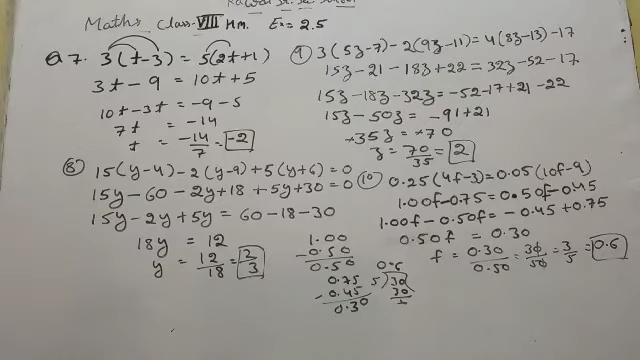 Maths Class-VIII HM. Ex= 2.5
Q 7. 3(t-3) = 5(2t+1)
3t - 9 = 10t + 5
10t - 3t = -9 - 5
7t = -14
t = -14/7 = -2
8) 15(y-4) - 2(y-9) + 5(y+6) = 0
15y - 60 - 2y + 18 + 5y + 30 = 0
15y - 2y + 5y = 60 - 18 - 30
18y = 12
y = 12/18 = 2/3
9) 3(5z-7) - 2(9z-11) = 4(8z-13) - 17
15z - 21 - 18z + 22 = 32z - 52 - 17
15z - 18z - 32z = -52 - 17 + 21 - 22
15z - 50z = -91 + 21
-35z = -70
z = 70/35 = 2
10) 0.25(4f-3) = 0.05(10f-9)
1.00f - 0.75 = 0.50f - 0.45
1.00f - 0.50f = -0.45 + 0.75
0.50f = 0.30
f = 0.30/0.50 = 30/50 = 3/5 = 0.6
1.00
-0.50
0.50
0.75
-0.45
0.30
0.6
5)30
30